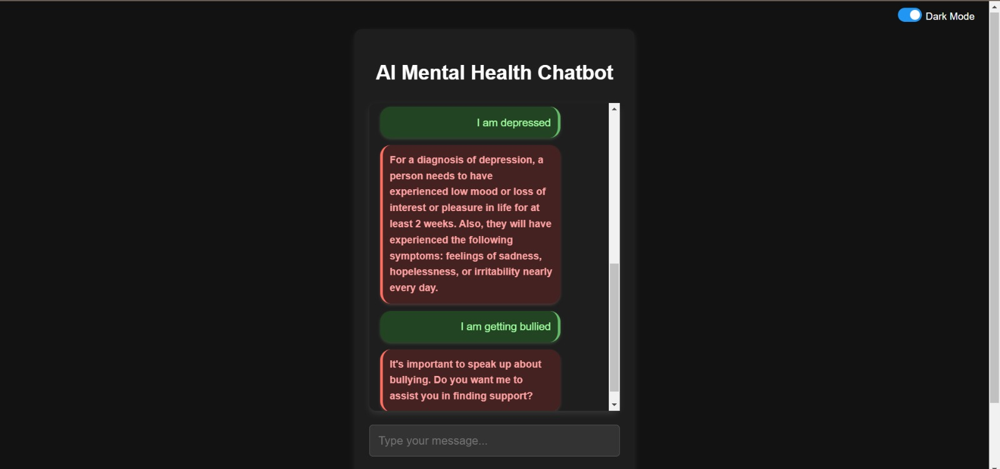 Dark Mode
AI Mental Health Chatbot
I am depressed
For a diagnosis of depression, a
person needs to have
experienced low mood or loss of
interest or pleasure in life for at
least 2 weeks. Also, they will have
experienced the following
symptoms: feelings of sadness,
hopelessness, or irritability nearly
every day.
I am getting bullied
It's important to speak up about
bullying. Do you want me to
assist you in finding support?
Type your message...